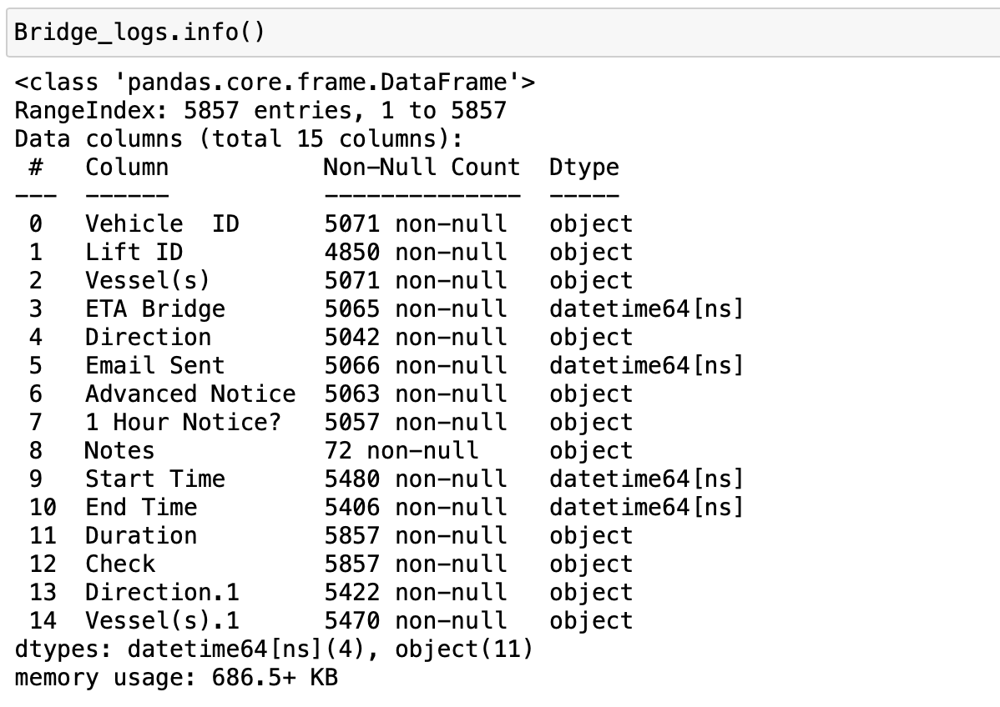 Bridge_logs.info()
<class 'pandas.core.frame.DataFrame'>
RangeIndex: 5857 entries, 1 to 5857
Data columns (total 15 columns):
 #   Column           Non-Null Count  Dtype
---  ------           --------------  -----
 0   Vehicle  ID      5071 non-null   object
 1   Lift ID          4850 non-null   object
 2   Vessel(s)        5071 non-null   object
 3   ETA Bridge       5065 non-null   datetime64[ns]
 4   Direction        5042 non-null   object
 5   Email Sent       5066 non-null   datetime64[ns]
 6   Advanced Notice  5063 non-null   object
 7   1 Hour Notice?   5057 non-null   object
 8   Notes            72 non-null     object
 9   Start Time       5480 non-null   datetime64[ns]
 10  End Time         5406 non-null   datetime64[ns]
 11  Duration         5857 non-null   object
 12  Check            5857 non-null   object
 13  Direction.1      5422 non-null   object
 14  Vessel(s).1      5470 non-null   object
dtypes: datetime64[ns](4), object(11)
memory usage: 686.5+ KB